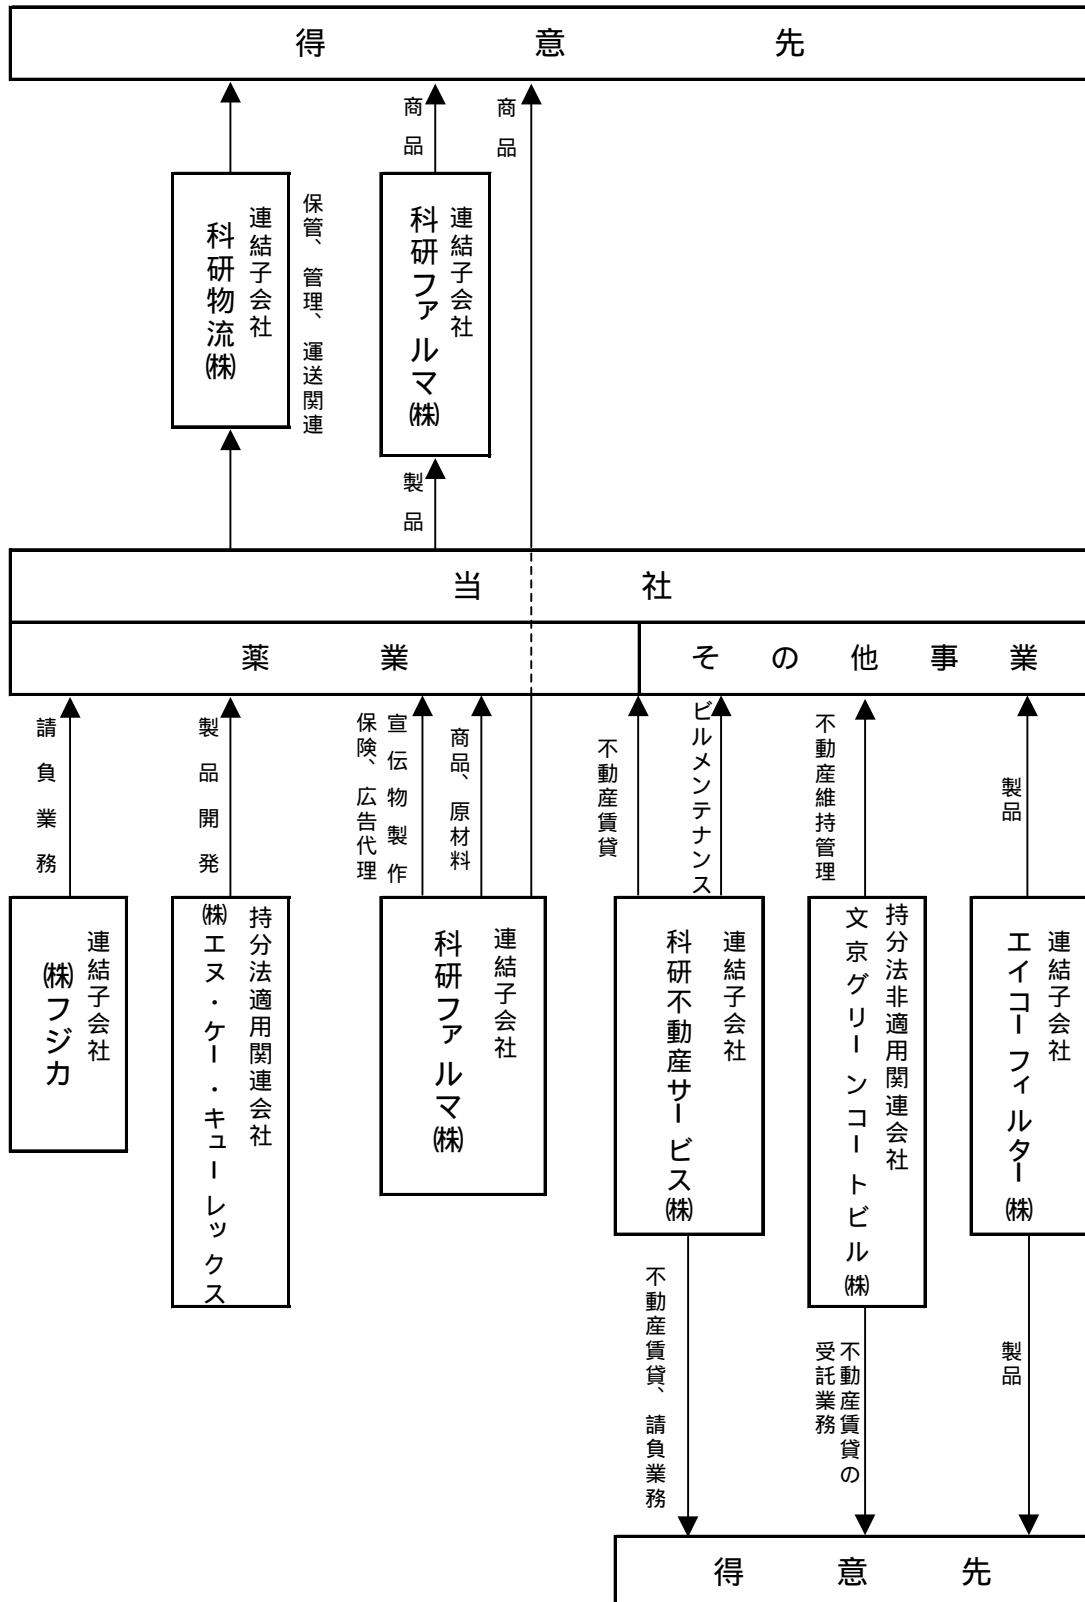 得意先
商品
商品
連結子会社
科研物流㈱
保管、管理、運送関連
連結子会社
科研ファルマ㈱
製品
当社
薬業
その他事業
請負業務
製品開発
宣伝物製作
保険、広告代理
商品、原材料
不動産賃貸
ビルメンテナンス
不動産維持管理
製品
連結子会社
㈱フジカ
持分法適用関連会社
㈱エヌ・ケー・キューレックス
連結子会社
科研ファルマ㈱
連結子会社
科研不動産サービス㈱
持分法非適用関連会社
文京グリーンコートビル㈱
連結子会社
エイコーフィルター㈱
不動産賃貸、請負業務
不動産賃貸の
受託業務
製品
得意先